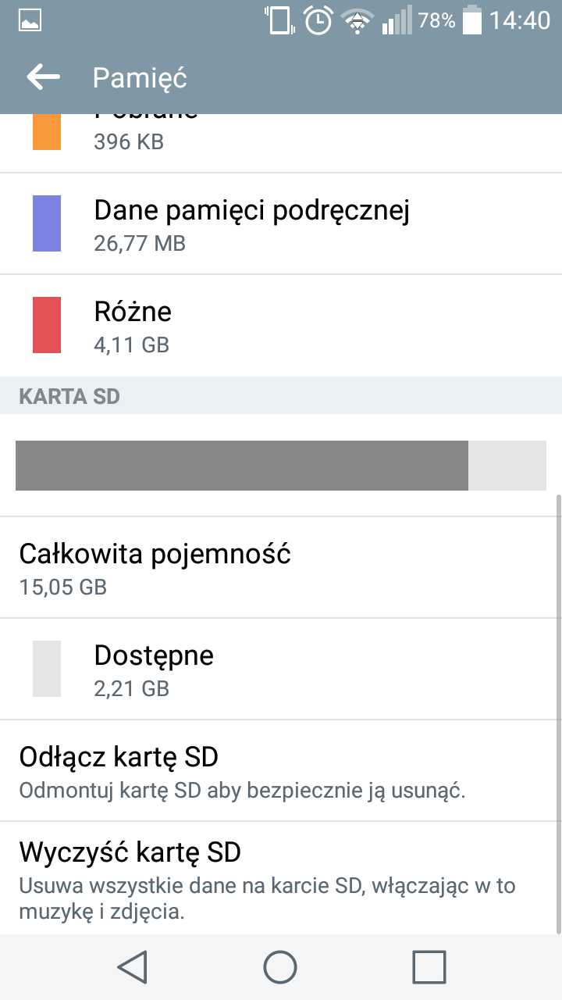 78% 14:40
Pamięć
Pobrane
396 KB
Dane pamięci podręcznej
26,77 MB
Różne
4,11 GB
KARTA SD
Całkowita pojemność
15,05 GB
Dostępne
2,21 GB
Odłącz kartę SD
Odmontuj kartę SD aby bezpiecznie ją usunąć.
Wyczyść kartę SD
Usuwa wszystkie dane na karcie SD, włączając w to
muzykę i zdjęcia.